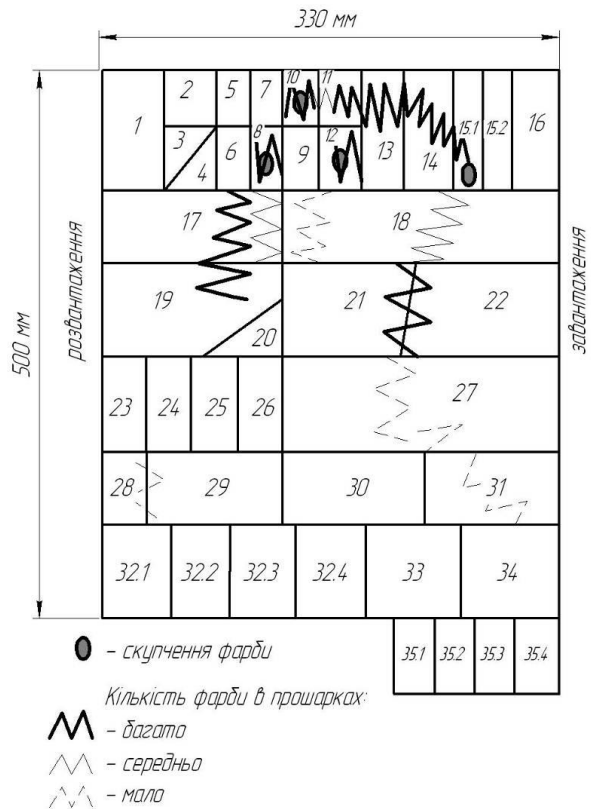 330 мм
10 11
2 5 7
1 15.1 15.2 16
3 8 12
4 6 9 13 14
17 18
розвантаження
завантаження
500 мм
19 21 22
20
23 24 25 26 27
28 29 30 31
32.1 32.2 32.3 32.4 33 34
35.1 35.2 35.3 35.4
– скупчення фарби
Кількість фарби в прошарках:
– багато
– середньо
– мало